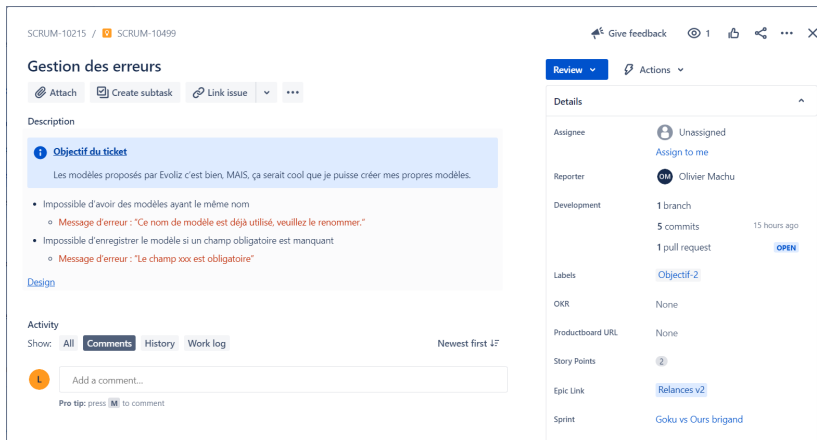 SCRUM-10215 / SCRUM-10499
Give feedback 1
Gestion des erreurs
Attach Create subtask Link issue
Description
Objectif du ticket
Les modèles proposés par Evoliz c'est bien, MAIS, ça serait cool que je puisse créer mes propres modèles.
Impossible d'avoir des modèles ayant le même nom
Message d'erreur : "Ce nom de modèle est déjà utilisé, veuillez le renommer."
Impossible d'enregistrer le modèle si un champ obligatoire est manquant
Message d'erreur : "Le champ xxx est obligatoire"
Design
Activity
Show: All Comments History Work log Newest first
L Add a comment...
Pro tip: press M to comment
Review Actions
Details
Assignee Unassigned
Assign to me
Reporter OM Olivier Machu
Development 1 branch
5 commits 15 hours ago
1 pull request OPEN
Labels Objectif-2
OKR None
Productboard URL None
Story Points 2
Epic Link Relances v2
Sprint Goku vs Ours brigand